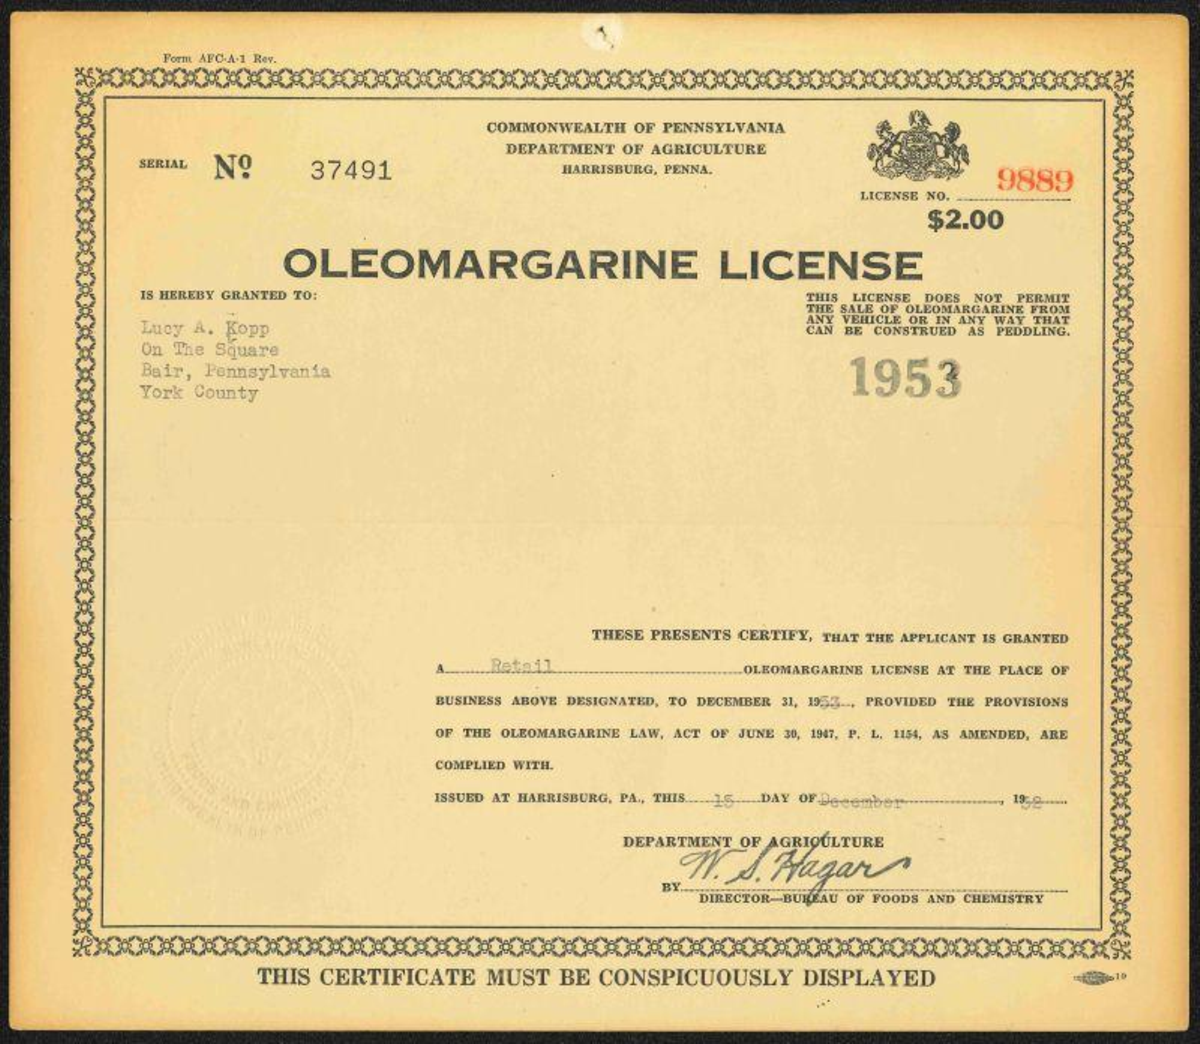 Form AFC-A-1 Rev.
COMMONWEALTH OF PENNSYLVANIA
DEPARTMENT OF AGRICULTURE
HARRISBURG, PENNA.
SERIAL Nº 37491
LICENSE NO. 9889
$2.00
OLEOMARGARINE LICENSE
IS HEREBY GRANTED TO:
Lucy A. Kopp
On The Square
Bair, Pennsylvania
York County
THIS LICENSE DOES NOT PERMIT
THE SALE OF OLEOMARGARINE FROM
ANY VEHICLE OR IN ANY WAY THAT
CAN BE CONSTRUED AS PEDDLING.
1953
THESE PRESENTS CERTIFY, THAT THE APPLICANT IS GRANTED
A Retail OLEOMARGARINE LICENSE AT THE PLACE OF
BUSINESS ABOVE DESIGNATED, TO DECEMBER 31, 1953, PROVIDED THE PROVISIONS
OF THE OLEOMARGARINE LAW, ACT OF JUNE 30, 1947, P. L. 1154, AS AMENDED, ARE
COMPLIED WITH.
ISSUED AT HARRISBURG, PA., THIS 15 DAY OF December, 1952
DEPARTMENT OF AGRICULTURE
BY W. S. Hagar
DIRECTOR—BUREAU OF FOODS AND CHEMISTRY
THIS CERTIFICATE MUST BE CONSPICUOUSLY DISPLAYED
19